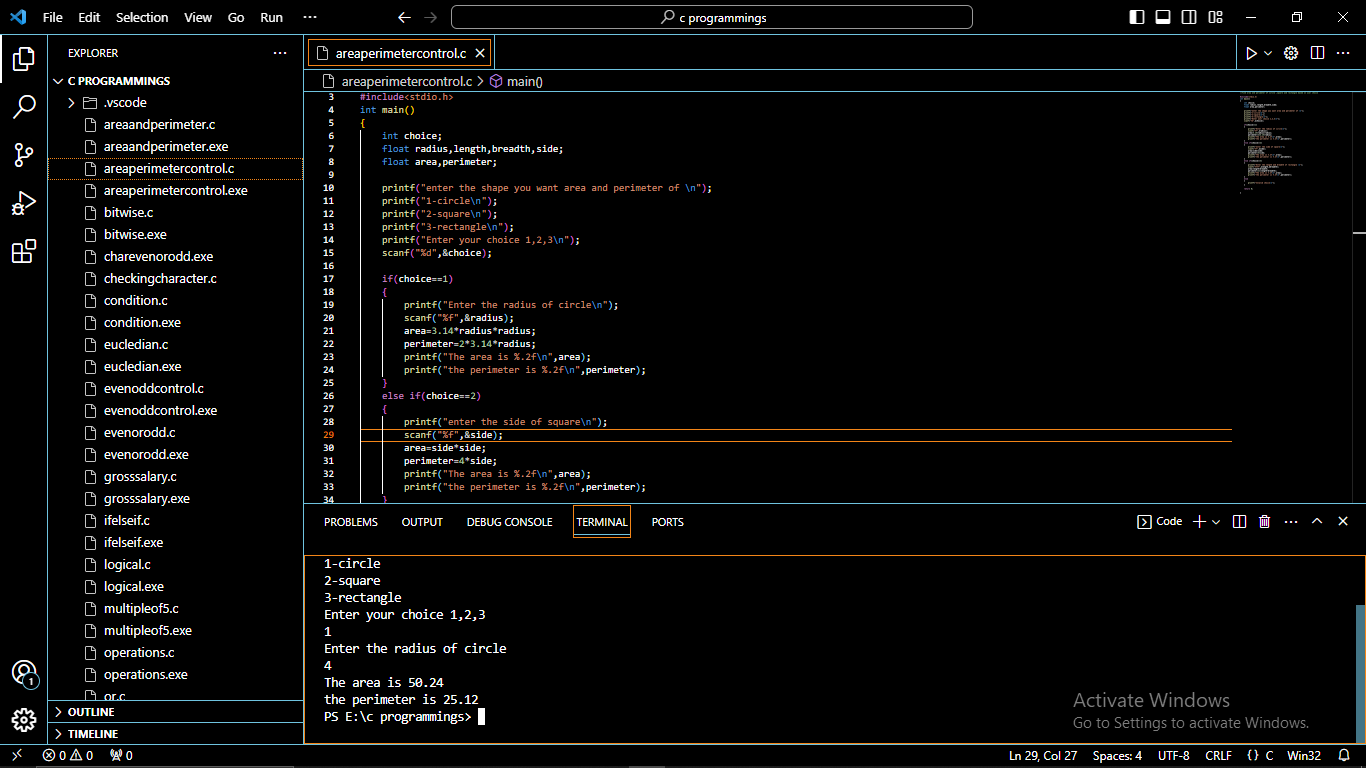 File Edit Selection View Go Run ··· c programmings
EXPLORER ···
C PROGRAMMINGS
.vscode
areaandperimeter.c
areaandperimeter.exe
areaperimetercontrol.c
areaperimetercontrol.exe
bitwise.c
bitwise.exe
charevenorodd.exe
checkingcharacter.c
condition.c
condition.exe
eucledian.c
eucledian.exe
evenoddcontrol.c
evenoddcontrol.exe
evenorodd.c
evenorodd.exe
grosssalary.c
grosssalary.exe
ifelseif.c
ifelseif.exe
logical.c
logical.exe
multipleof5.c
multipleof5.exe
operations.c
operations.exe
or.c
OUTLINE
TIMELINE
areaperimetercontrol.c
areaperimetercontrol.c > main()
3 #include<stdio.h>
4 int main()
5 {
6 int choice;
7 float radius,length,breadth,side;
8 float area,perimeter;
9
10 printf("enter the shape you want area and perimeter of \n");
11 printf("1-circle\n");
12 printf("2-square\n");
13 printf("3-rectangle\n");
14 printf("Enter your choice 1,2,3\n");
15 scanf("%d",&choice);
16
17 if(choice==1)
18 {
19 printf("Enter the radius of circle\n");
20 scanf("%f",&radius);
21 area=3.14*radius*radius;
22 perimeter=2*3.14*radius;
23 printf("The area is %.2f\n",area);
24 printf("the perimeter is %.2f\n",perimeter);
25 }
26 else if(choice==2)
27 {
28 printf("enter the side of square\n");
29 scanf("%f",&side);
30 area=side*side;
31 perimeter=4*side;
32 printf("The area is %.2f\n",area);
33 printf("the perimeter is %.2f\n",perimeter);
34 }
PROBLEMS OUTPUT DEBUG CONSOLE TERMINAL PORTS Code
1-circle
2-square
3-rectangle
Enter your choice 1,2,3
1
Enter the radius of circle
4
The area is 50.24
the perimeter is 25.12
PS E:\c programmings>
Activate Windows
Go to Settings to activate Windows.
1
0 0 0 Ln 29, Col 27 Spaces: 4 UTF-8 CRLF {} C Win32